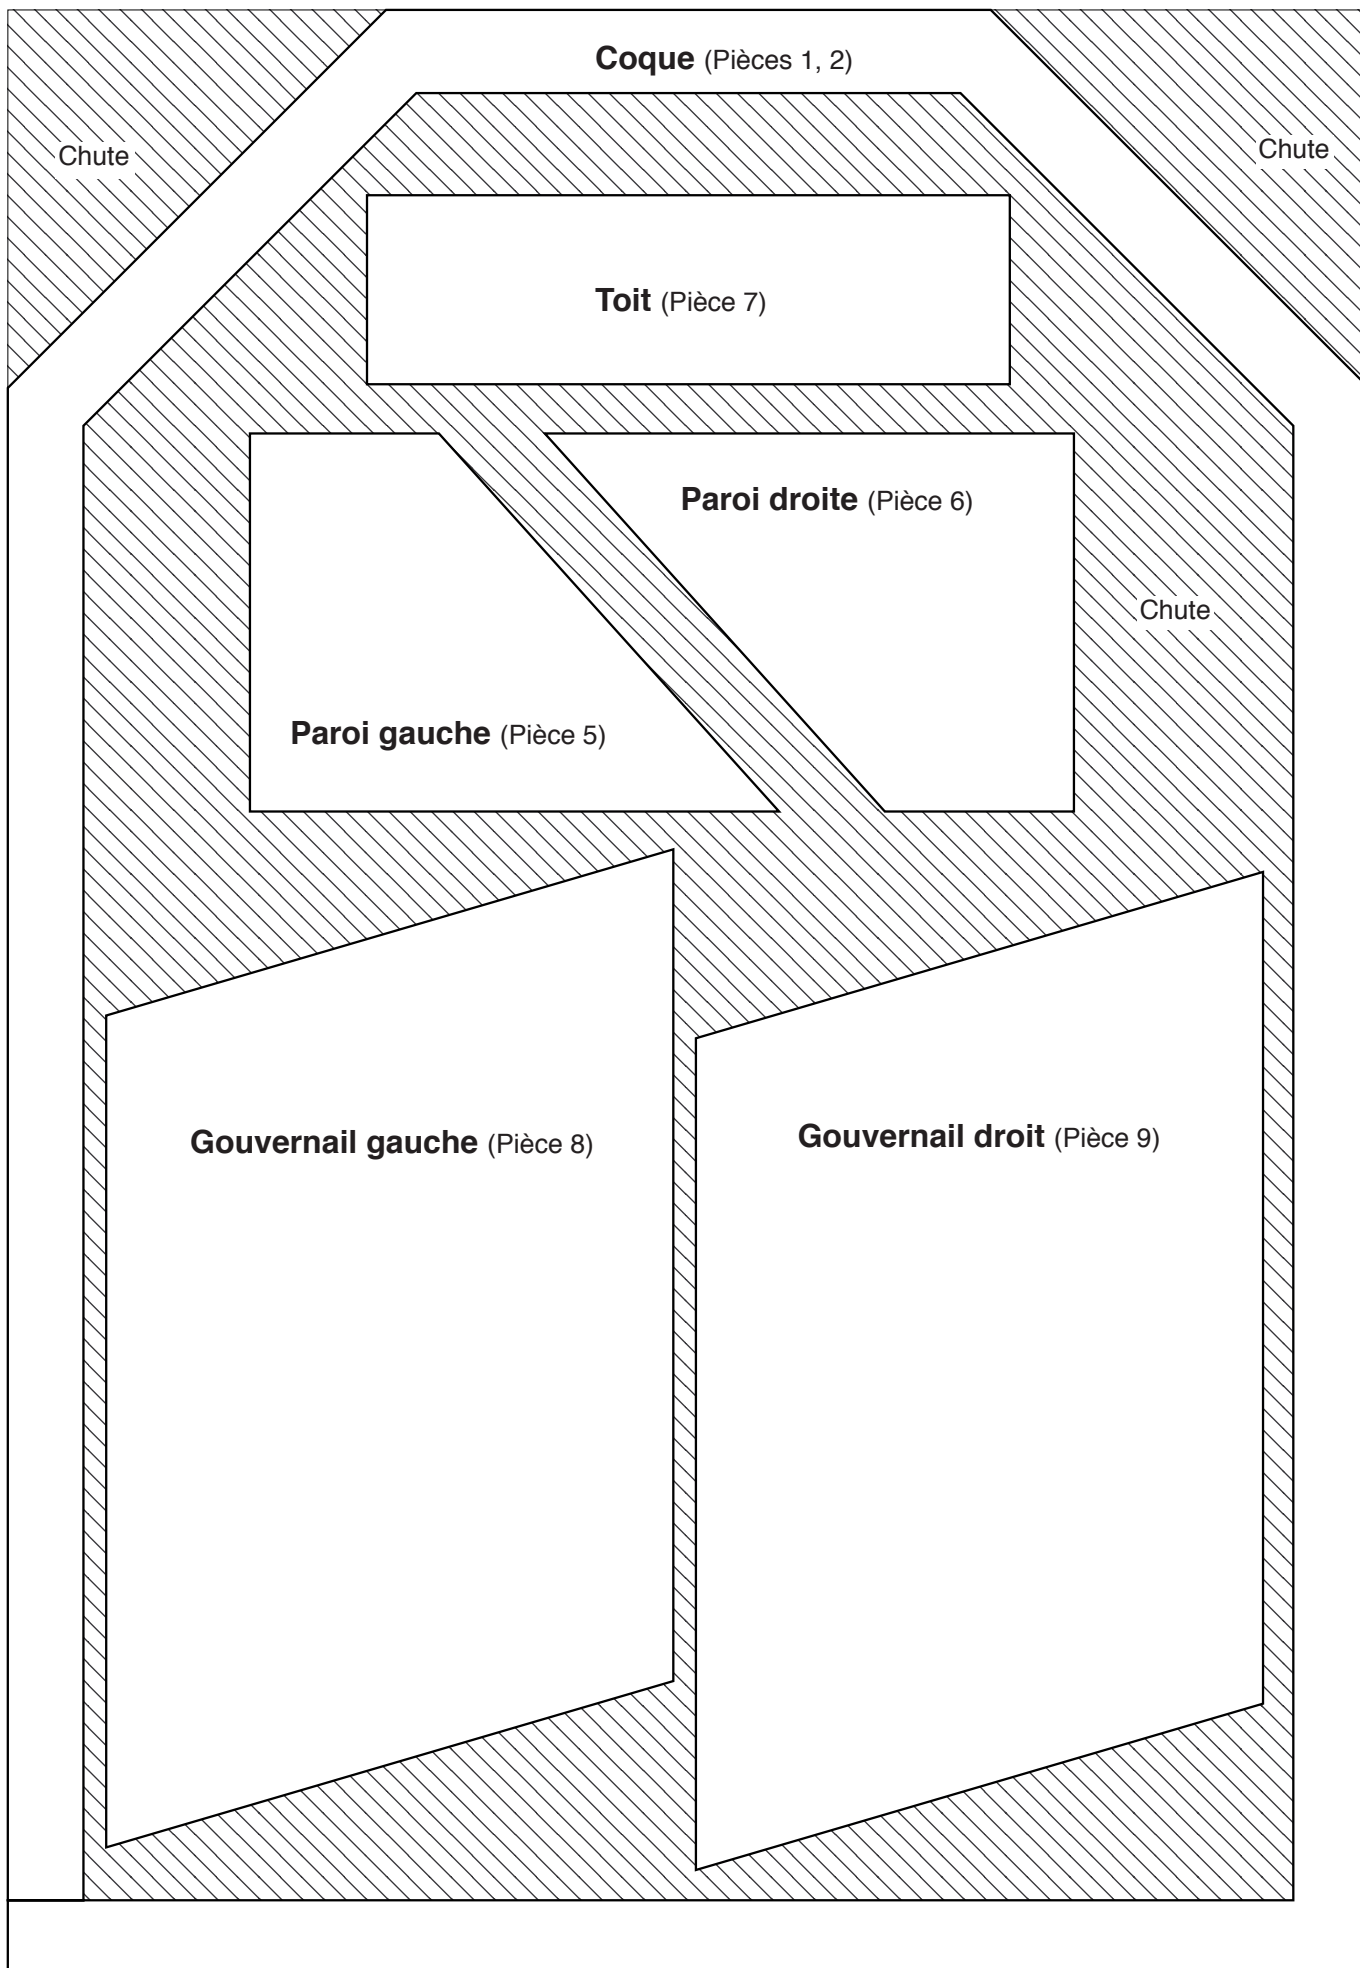 Coque (Pièces 1, 2)
Chute
Chute
Toit (Pièce 7)
Paroi droite (Pièce 6)
Chute
Paroi gauche (Pièce 5)
Gouvernail gauche (Pièce 8)
Gouvernail droit (Pièce 9)